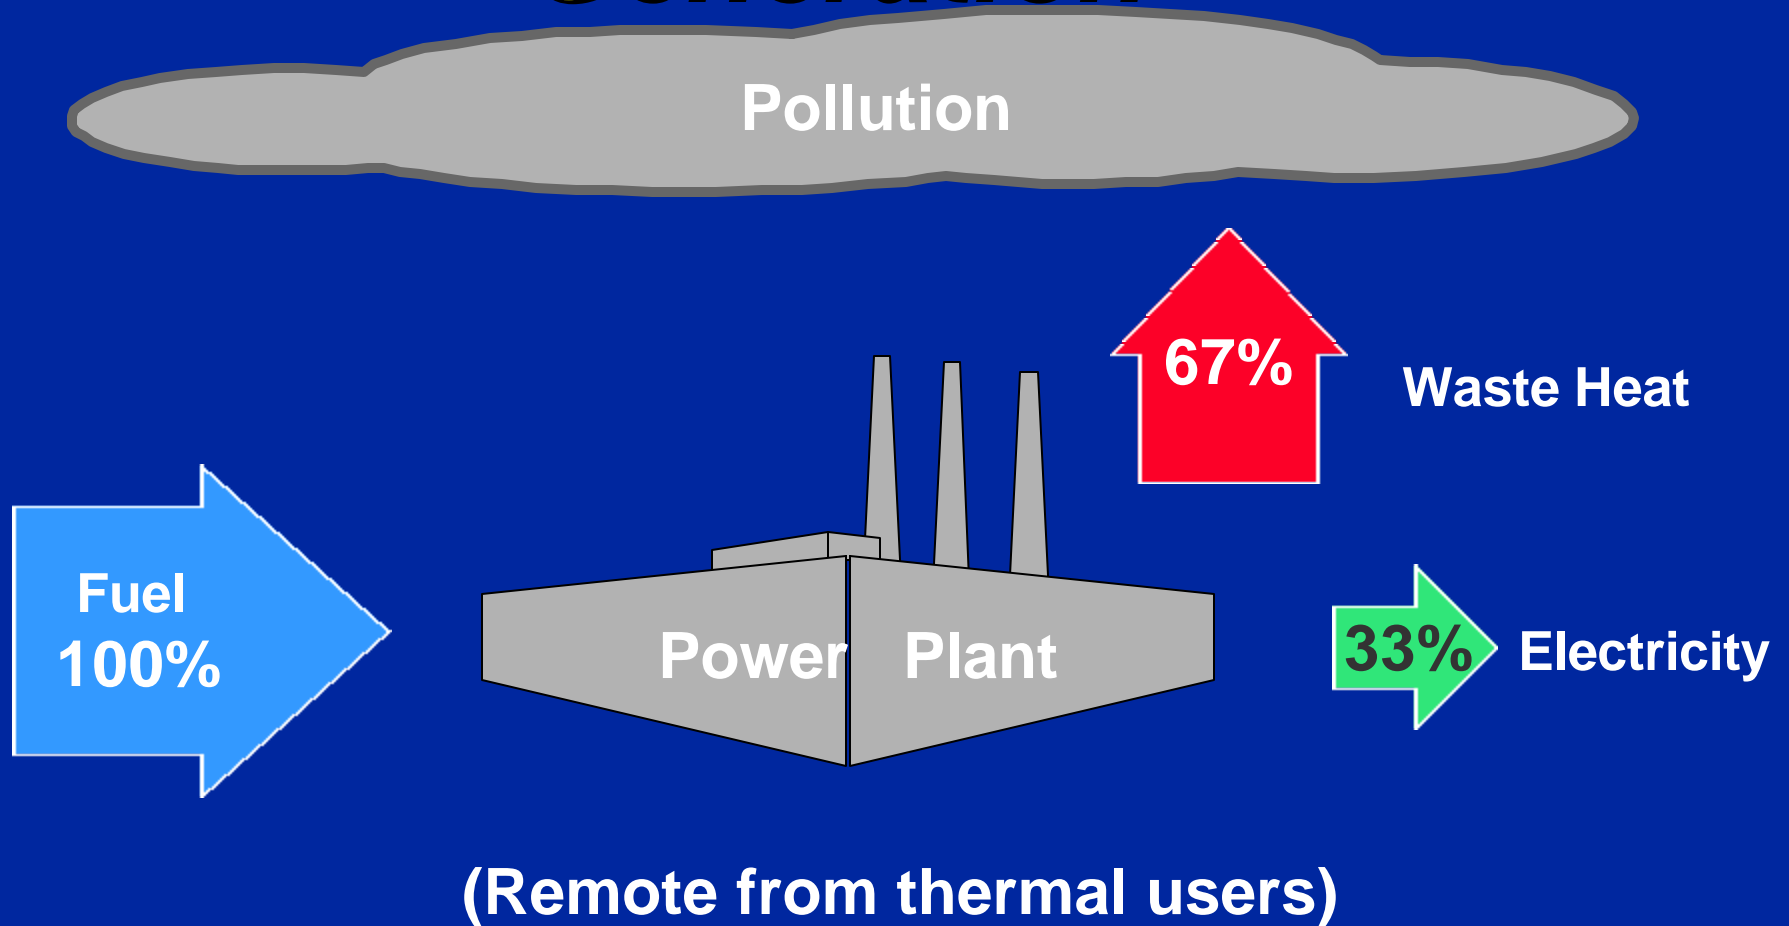 Pollution
67%
Waste Heat
Fuel
100%
Power Plant
33%
Electricity
(Remote from thermal users)